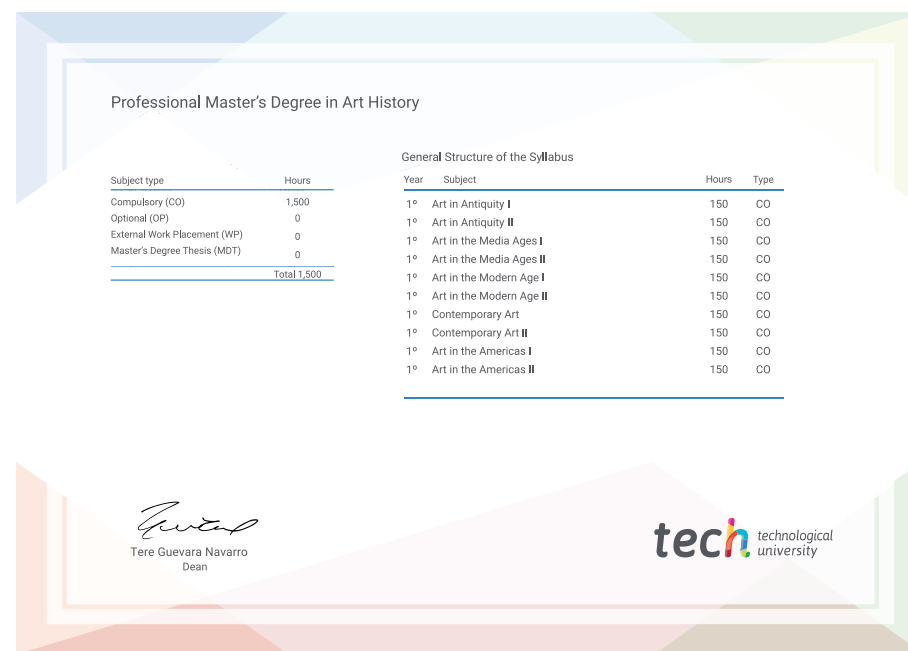 Professional Master's Degree in Art History
Subject type Hours
Compulsory (CO) 1,500
Optional (OP) 0
External Work Placement (WP) 0
Master's Degree Thesis (MDT) 0
Total 1,500
General Structure of the Syllabus
Year Subject Hours Type
1º Art in Antiquity I 150 CO
1º Art in Antiquity II 150 CO
1º Art in the Media Ages I 150 CO
1º Art in the Media Ages II 150 CO
1º Art in the Modern Age I 150 CO
1º Art in the Modern Age II 150 CO
1º Contemporary Art 150 CO
1º Contemporary Art II 150 CO
1º Art in the Americas I 150 CO
1º Art in the Americas II 150 CO
Tere Guevara Navarro
Dean
tech technological
university